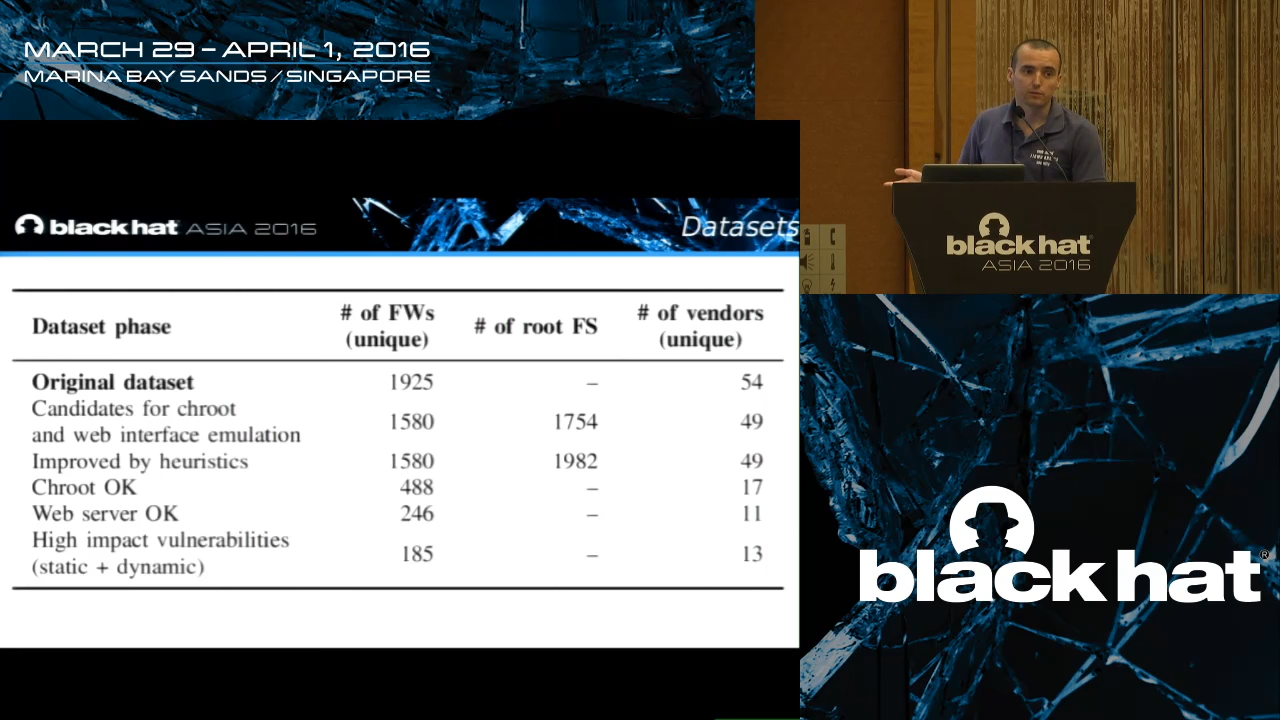 MARCH 29 – APRIL 1, 2016
MARINA BAY SANDS / SINGAPORE
black hat ASIA 2016
Datasets
Dataset phase # of FWs (unique) # of root FS # of vendors (unique)
Original dataset 1925 – 54
Candidates for chroot
and web interface emulation 1580 1754 49
Improved by heuristics 1580 1982 49
Chroot OK 488 – 17
Web server OK 246 – 11
High impact vulnerabilities
(static + dynamic) 185 – 13
black hat
ASIA 2016
black hat®